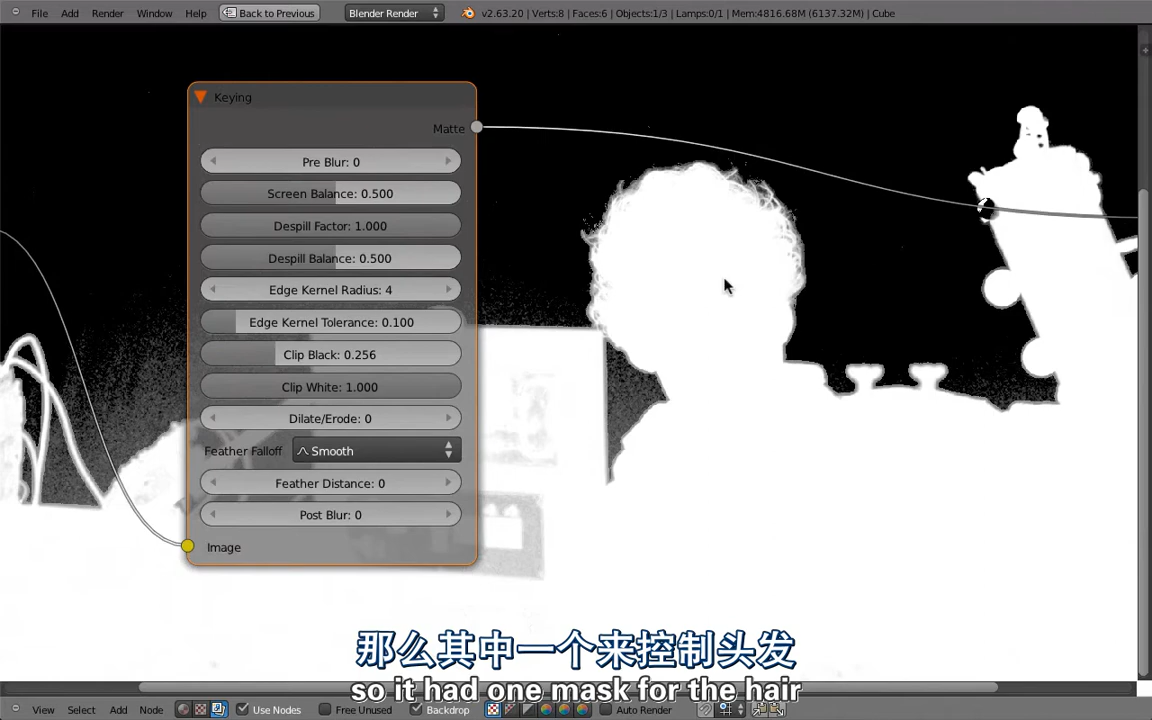 File Add Render Window Help Back to Previous Blender Render v2.63.20 | Verts:8 | Faces:6 | Objects:1/3 | Lamps:0/1 | Mem:4816.68M (6137.32M) | Cube
Keying
Matte
Pre Blur: 0
Screen Balance: 0.500
Despill Factor: 1.000
Despill Balance: 0.500
Edge Kernel Radius: 4
Edge Kernel Tolerance: 0.100
Clip Black: 0.256
Clip White: 1.000
Dilate/Erode: 0
Feather Falloff Smooth
Feather Distance: 0
Post Blur: 0
Image
那么其中一个来控制头发
so it had one mask for the hair
View Select Add Node Use Nodes Free Unused Backdrop Auto Render